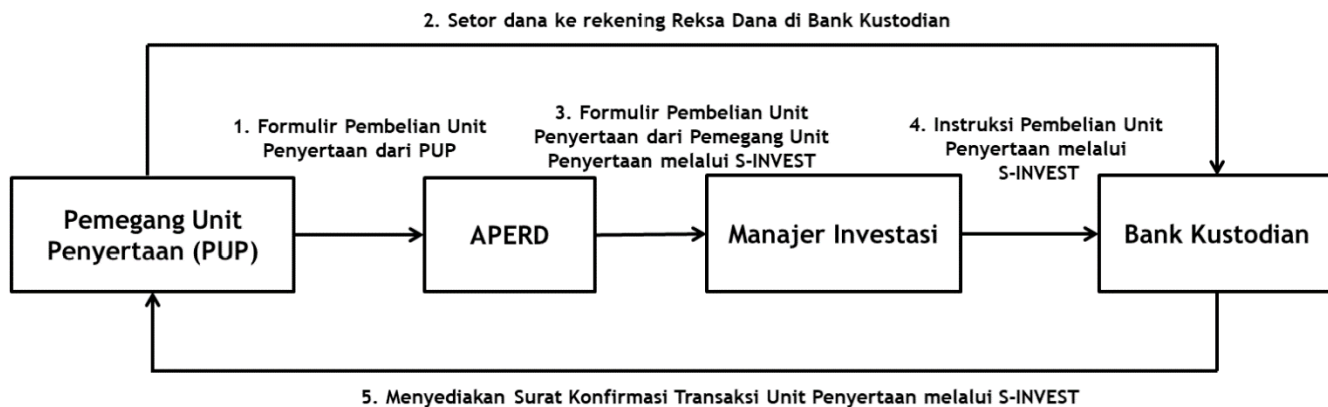 2. Setor dana ke rekening Reksa Dana di Bank Kustodian
1. Formulir Pembelian Unit
Penyertaan dari PUP
3. Formulir Pembelian Unit
Penyertaan dari Pemegang Unit
Penyertaan melalui S-INVEST
4. Instruksi Pembelian Unit
Penyertaan melalui
S-INVEST
Pemegang Unit
Penyertaan (PUP)
APERD
Manajer Investasi
Bank Kustodian
5. Menyediakan Surat Konfirmasi Transaksi Unit Penyertaan melalui S-INVEST